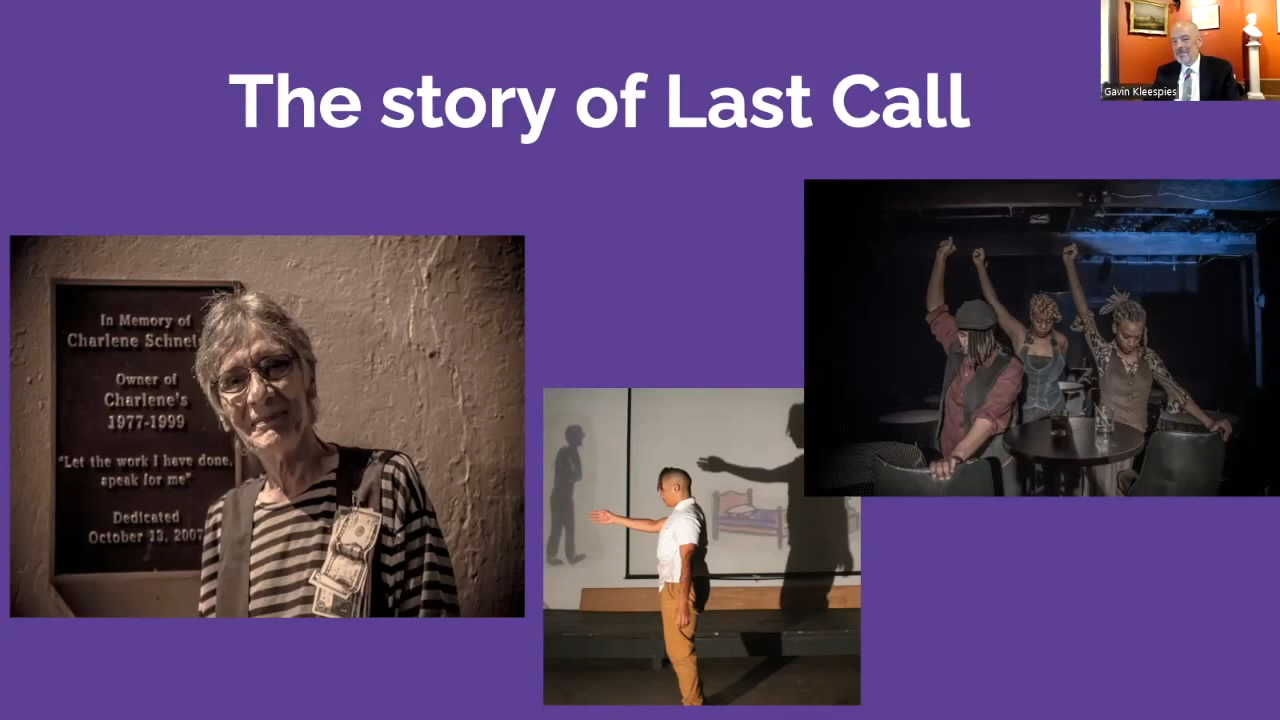 The story of Last Call
Gavin Kleespies
In Memory of
Charlene
Owner of
Charlene's
1977-1999
"Let the work I have done,
speak for me"
Dedicated
October 13, 2007